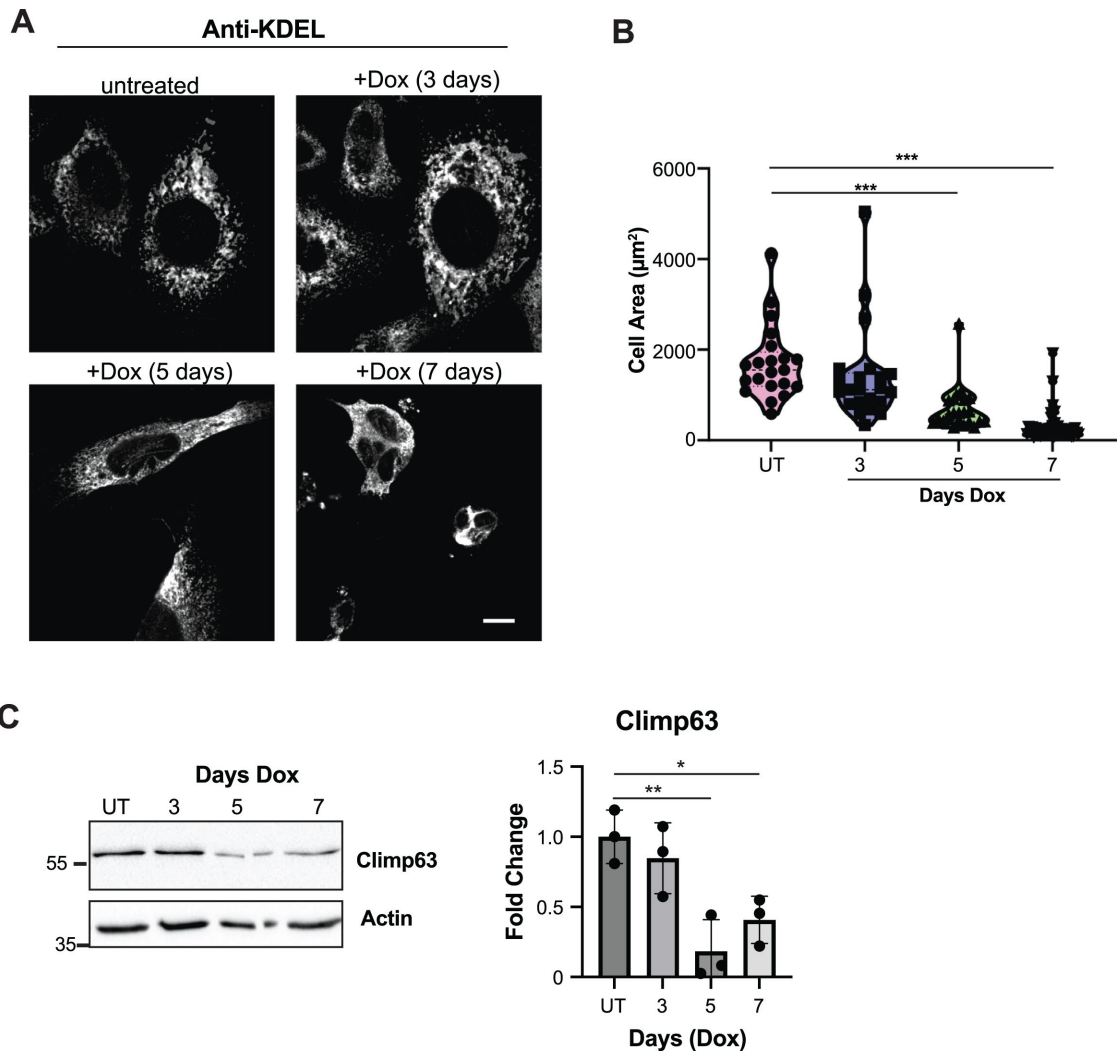 A
Anti-KDEL
untreated
+Dox (3 days)
+Dox (5 days)
+Dox (7 days)
B
Cell Area (µm²)
6000
4000
2000
0
***
***
UT
3
5
7
Days Dox
C
Days Dox
UT 3 5 7
55
Climp63
Actin
35
Climp63
Fold Change
1.5
1.0
0.5
0
*
**
UT
3
5
7
Days (Dox)